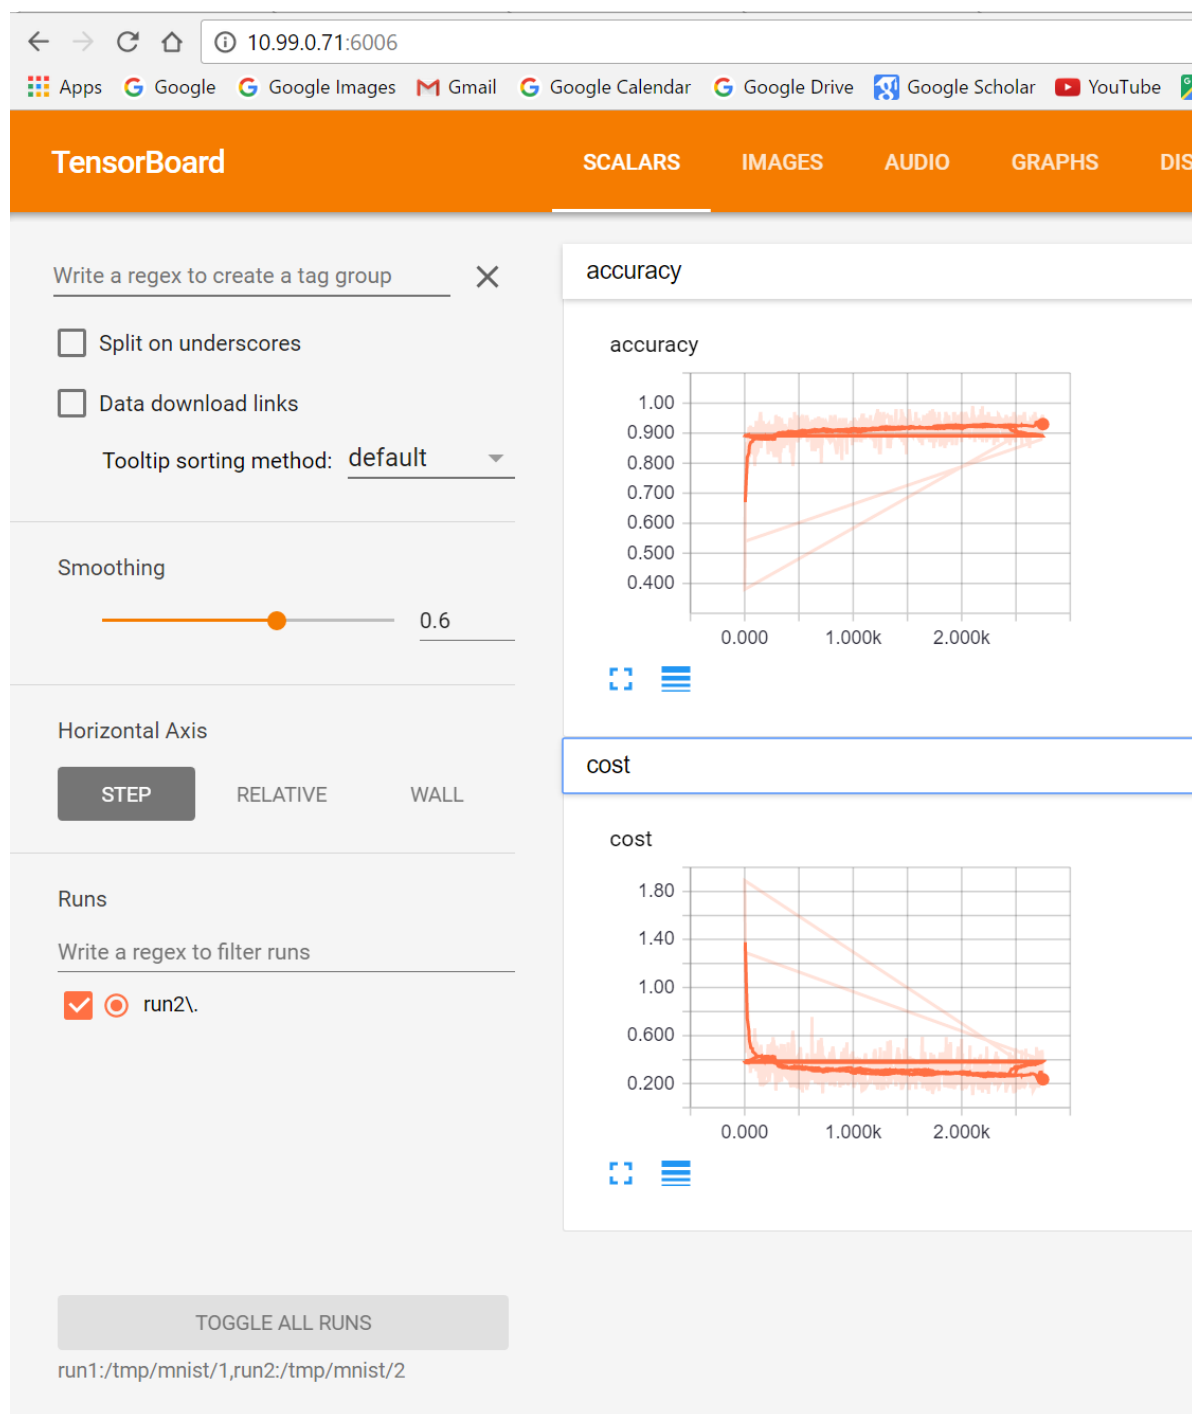 10.99.0.71:6006
Apps Google Google Images Gmail Google Calendar Google Drive Google Scholar YouTube
TensorBoard SCALARS IMAGES AUDIO GRAPHS DIS
Write a regex to create a tag group
Split on underscores
Data download links
Tooltip sorting method: default
Smoothing
0.6
Horizontal Axis
STEP RELATIVE WALL
Runs
Write a regex to filter runs
run2\.
TOGGLE ALL RUNS
run1:/tmp/mnist/1,run2:/tmp/mnist/2
accuracy
accuracy
1.00
0.900
0.800
0.700
0.600
0.500
0.400
0.000 1.000k 2.000k
cost
cost
1.80
1.40
1.00
0.600
0.200
0.000 1.000k 2.000k